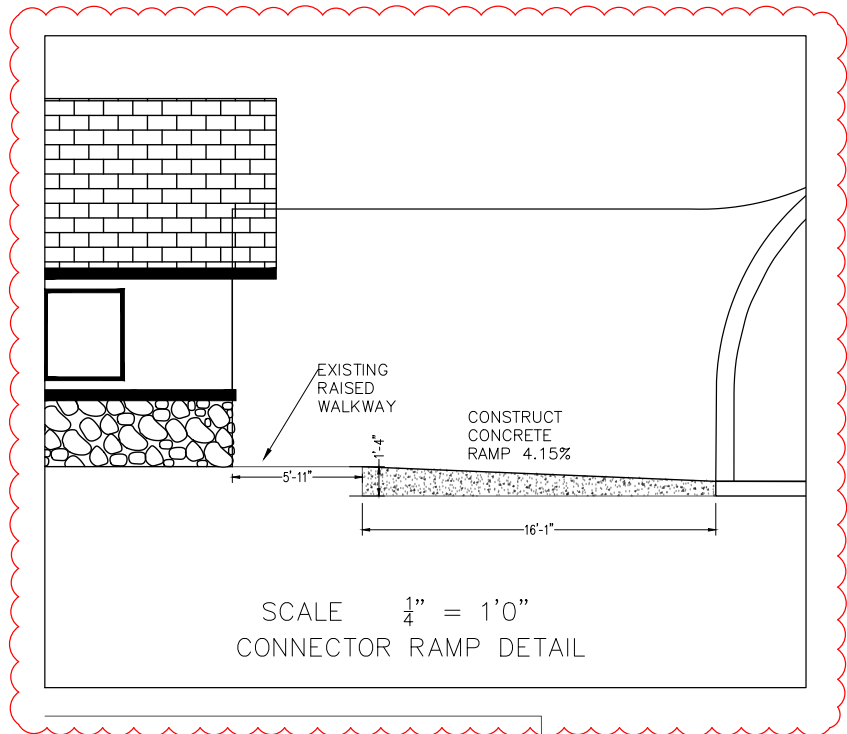 EXISTING
RAISED
WALKWAY
CONSTRUCT
CONCRETE
RAMP 4.15%
1'-4"
5'-11"
16'-1"
SCALE 1/4" = 1'0"
CONNECTOR RAMP DETAIL